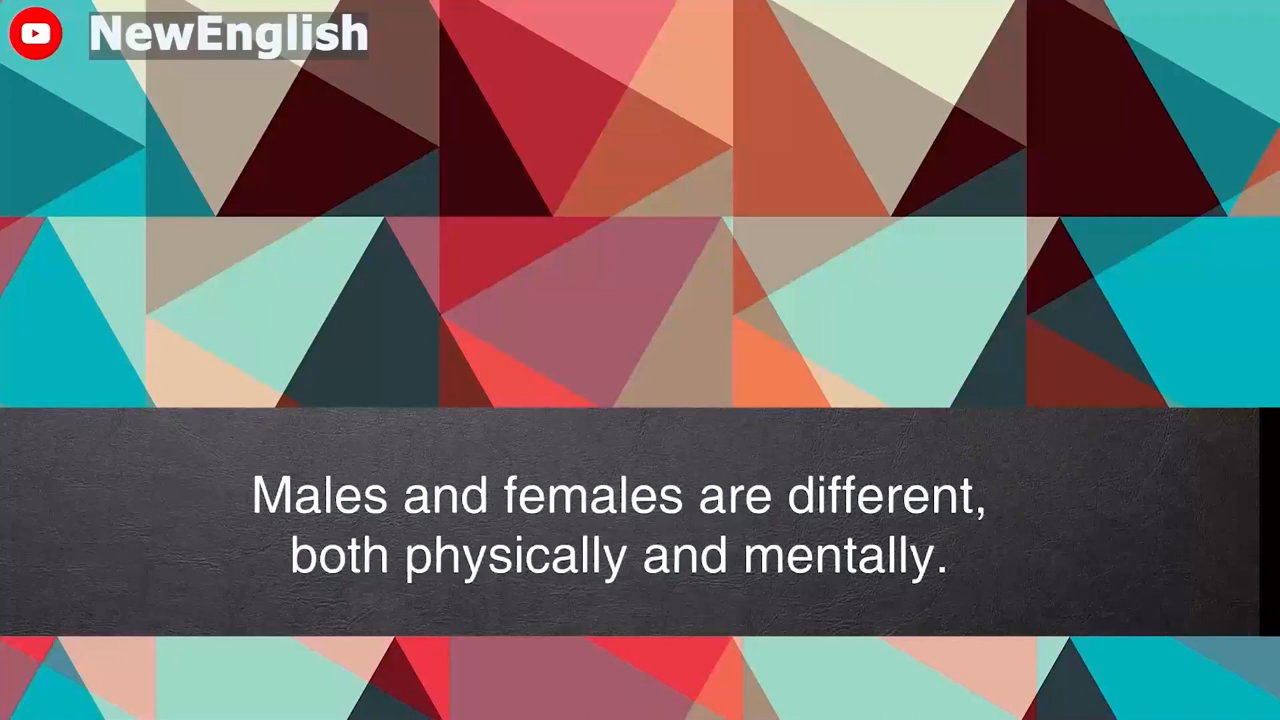 NewEnglish
Males and females are different,
both physically and mentally.